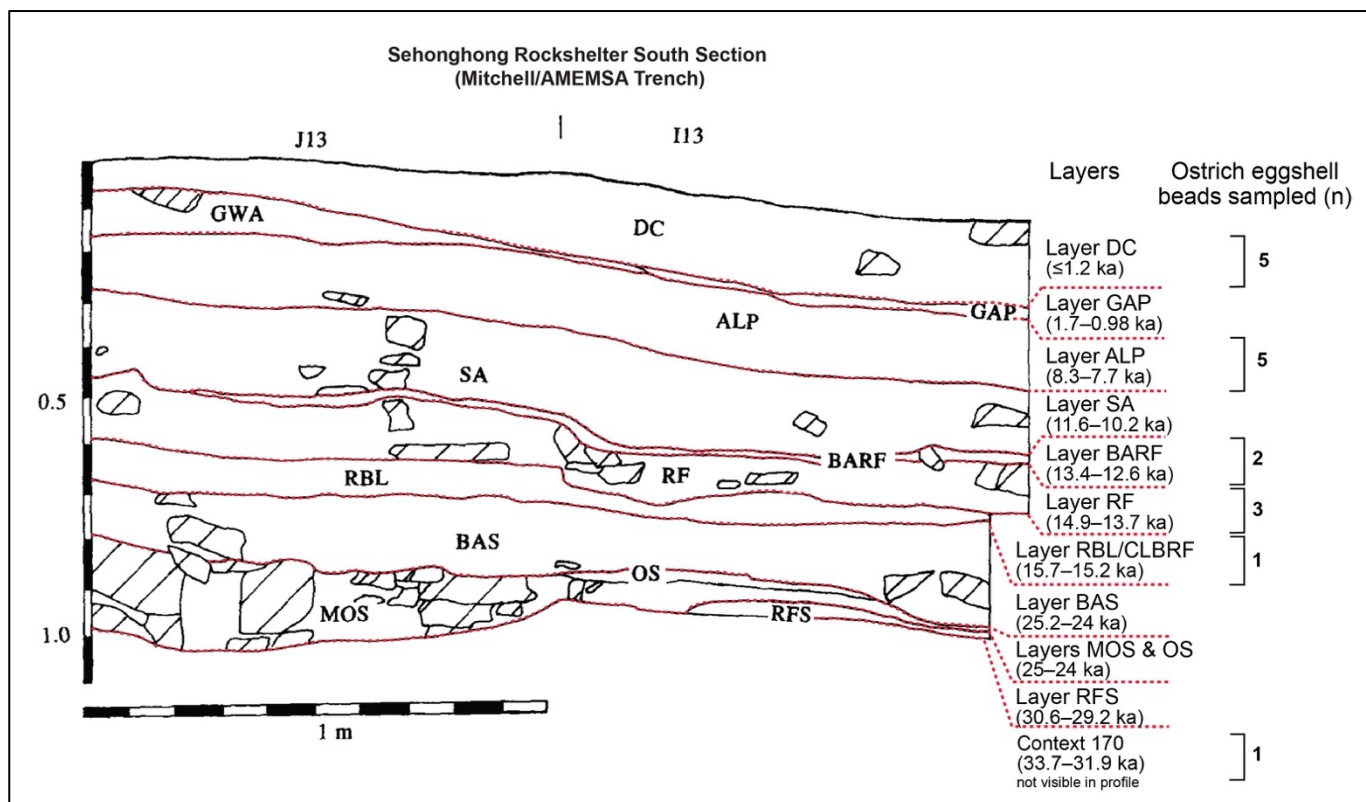 Sehonghong Rockshelter South Section
(Mitchell/AMEMSA Trench)
J13
I13
Layers
Ostrich eggshell
beads sampled (n)
GWA
DC
Layer DC
(≤1.2 ka)
5
GAP
Layer GAP
(1.7–0.98 ka)
ALP
Layer ALP
(8.3–7.7 ka)
5
0.5
SA
Layer SA
(11.6–10.2 ka)
BARF
Layer BARF
(13.4–12.6 ka)
2
RBL
RF
Layer RF
(14.9–13.7 ka)
3
BAS
Layer RBL/CLBRF
(15.7–15.2 ka)
1
OS
Layer BAS
(25.2–24 ka)
1.0
MOS
RFS
Layers MOS & OS
(25–24 ka)
Layer RFS
(30.6–29.2 ka)
1 m
Context 170
(33.7–31.9 ka)
not visible in profile
1